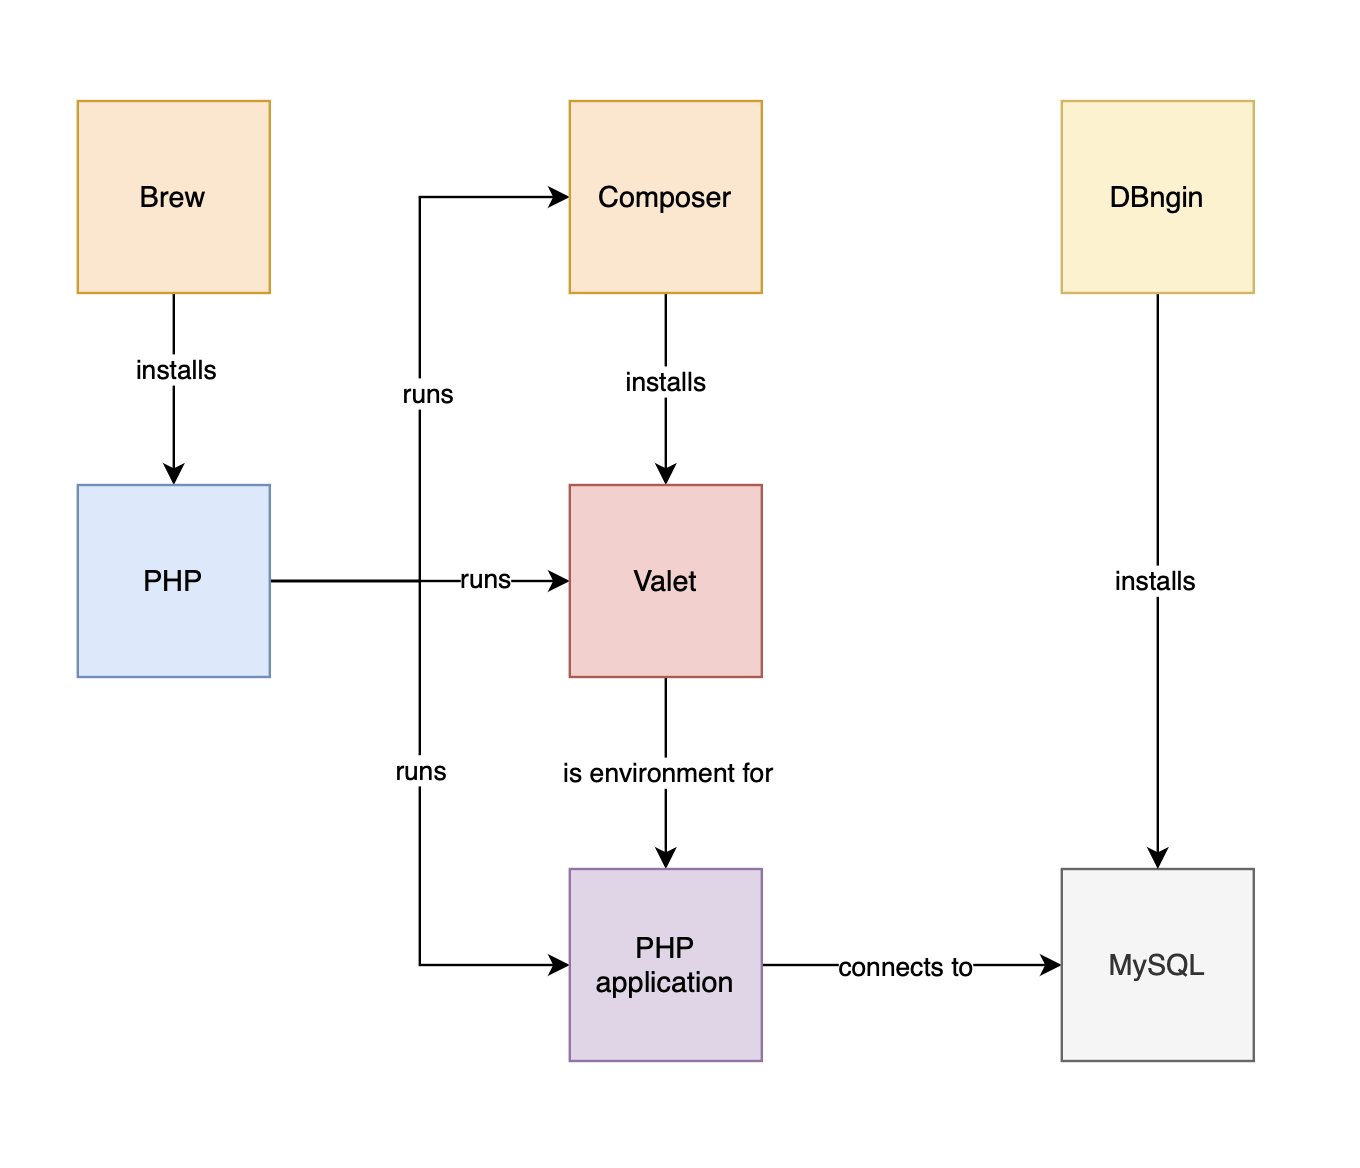 Brew
Composer
DBngin
installs
installs
runs
PHP
runs
Valet
installs
runs
is environment for
PHP
application
connects to
MySQL